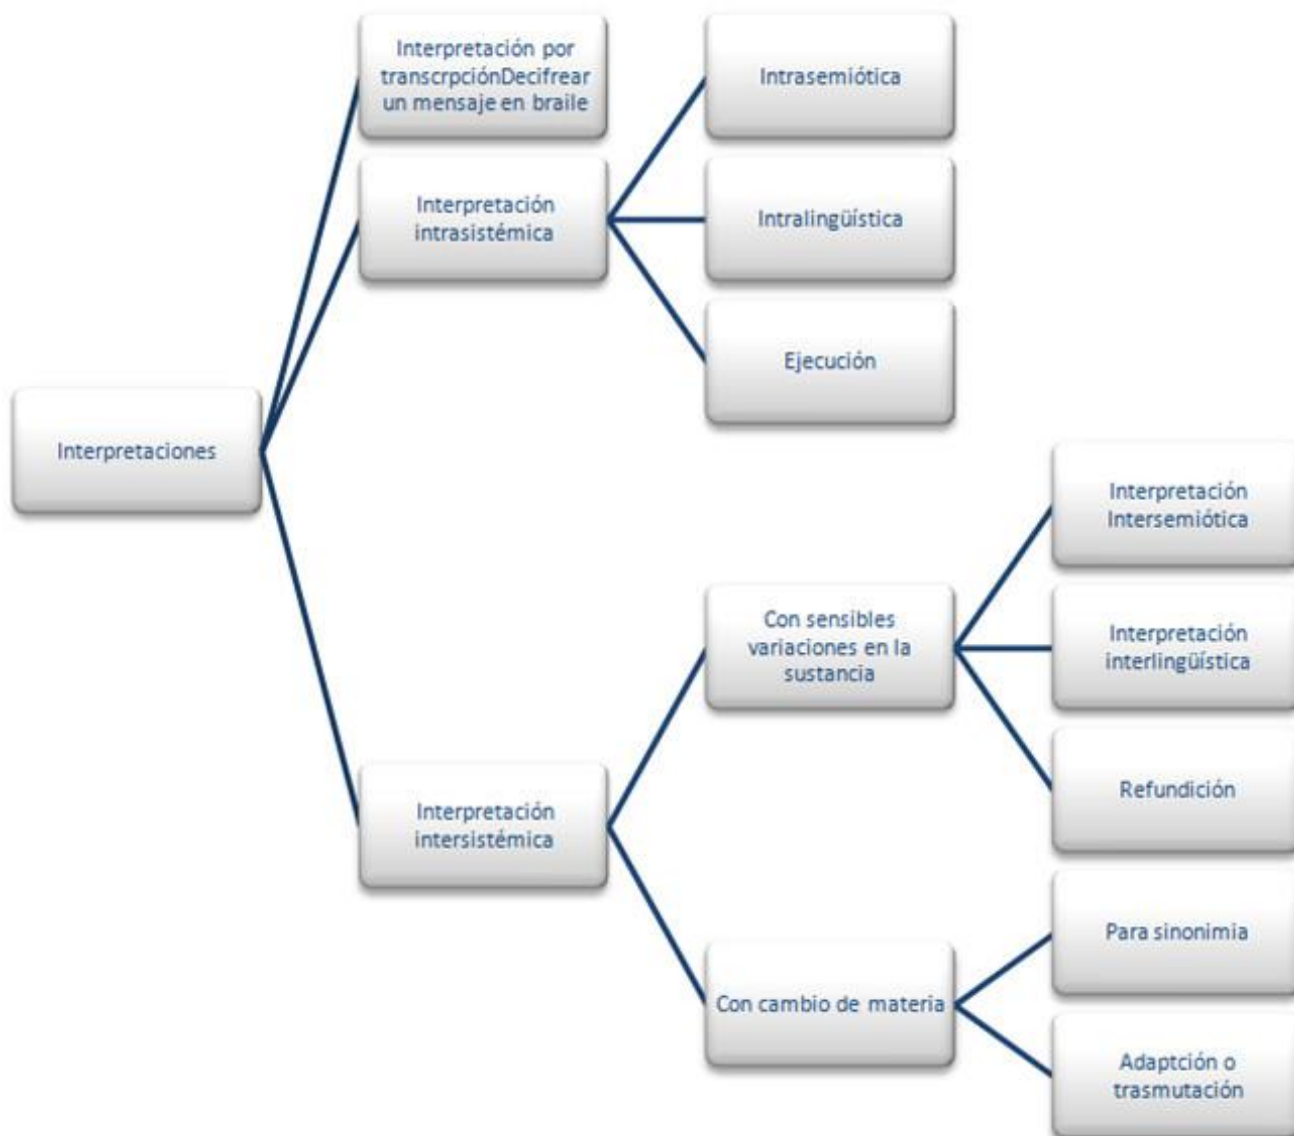 Interpretaciones
Interpretación por
transcrpciónDecifrear
un mensaje en braile
Interpretación
intrasistémica
Intrasemiótica
Intralingüística
Ejecución
Interpretación
intersistémica
Con sensibles
variaciones en la
sustancia
Interpretación
Intersemiótica
Interpretación
interlingüística
Refundición
Con cambio de materia
Para sinonimia
Adaptción o
trasmutación